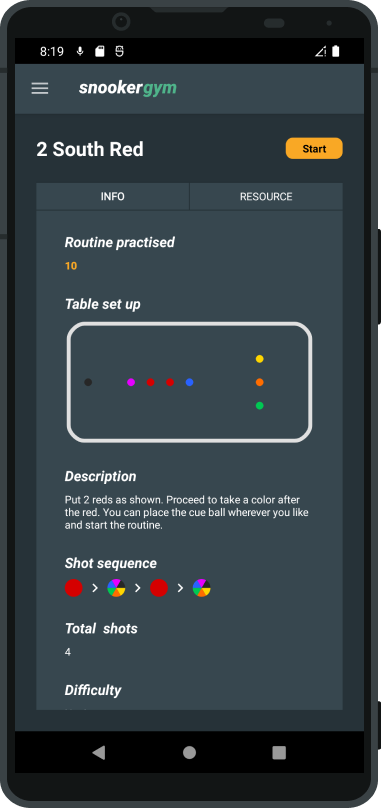 8:19
snookergym
2 South Red
Start
INFO
RESOURCE
Routine practised
10
Table set up
Description
Put 2 reds as shown. Proceed to take a color after
the red. You can place the cue ball wherever you like
and start the routine.
Shot sequence
Total shots
4
Difficulty